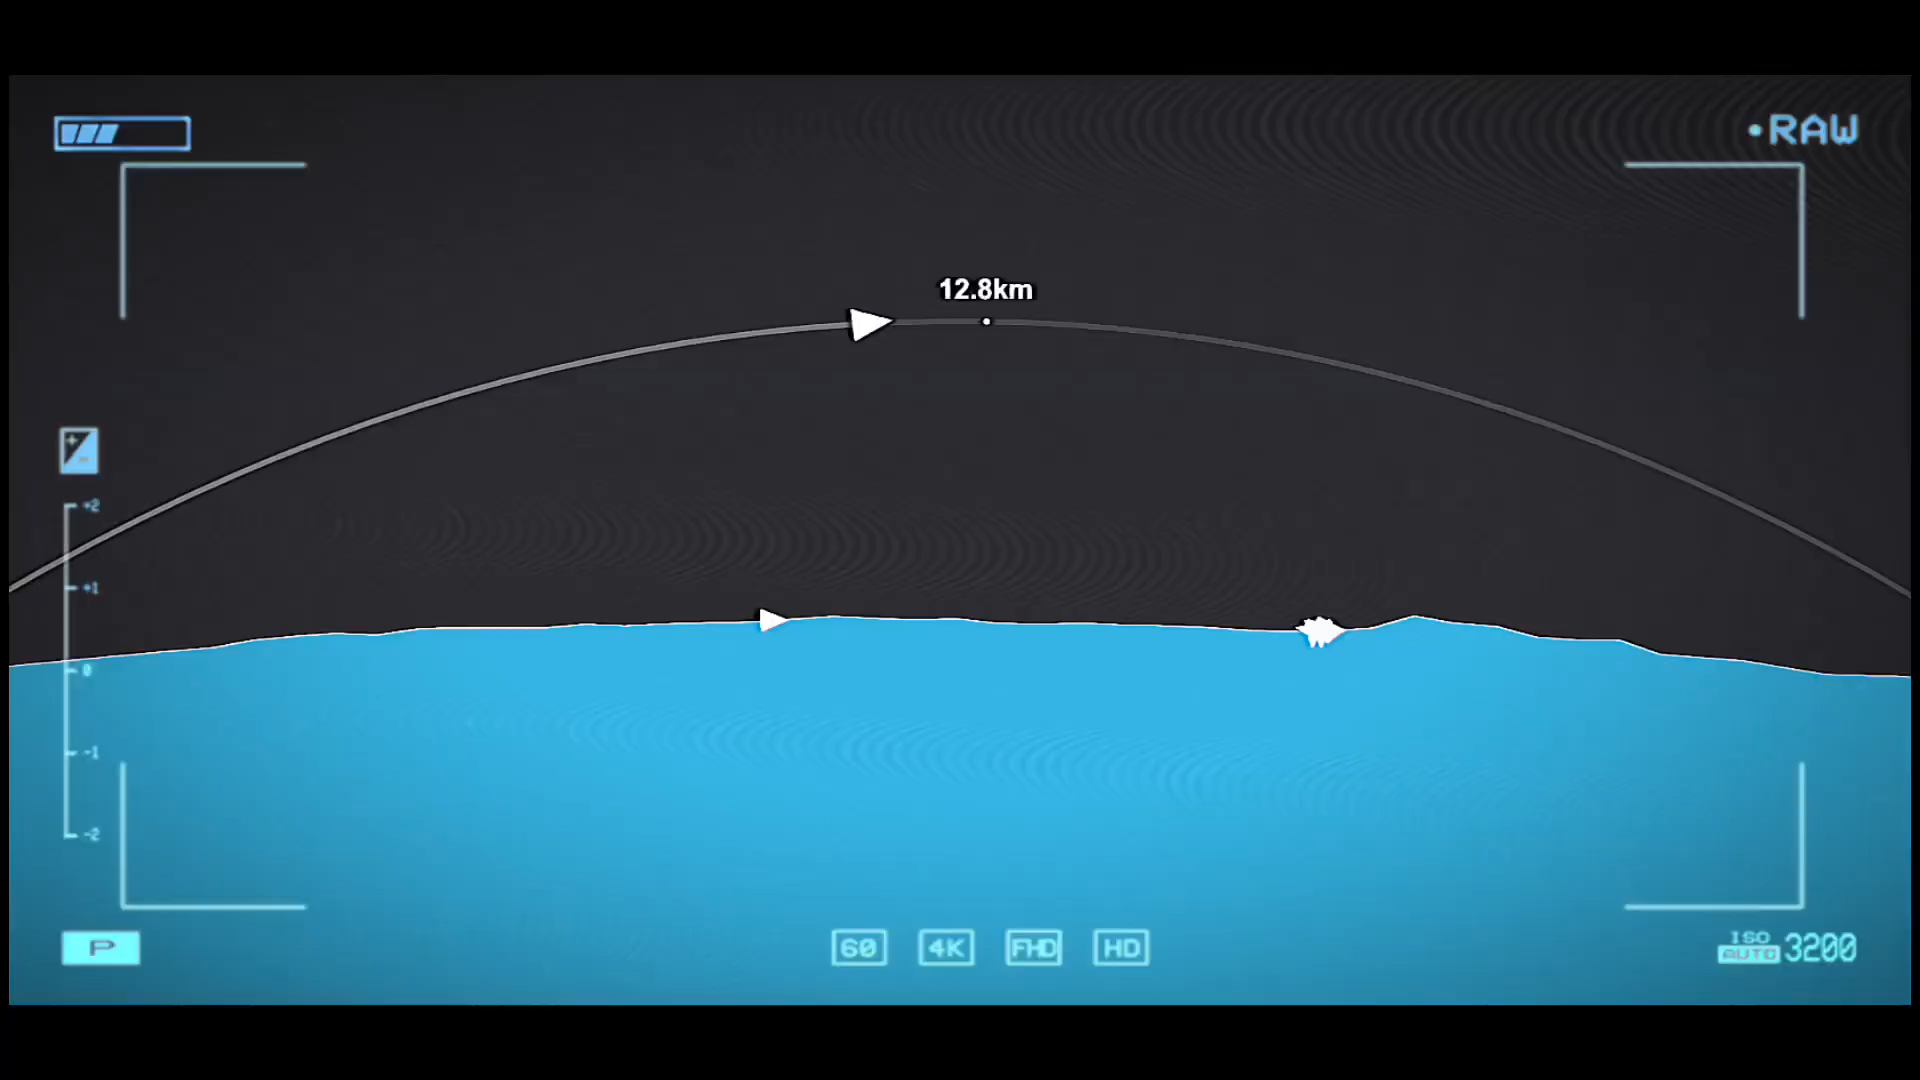 •RAW
12.8km
+2
+1
0
-1
-2
P
60 4K FHD HD
ISO
AUTO 3200